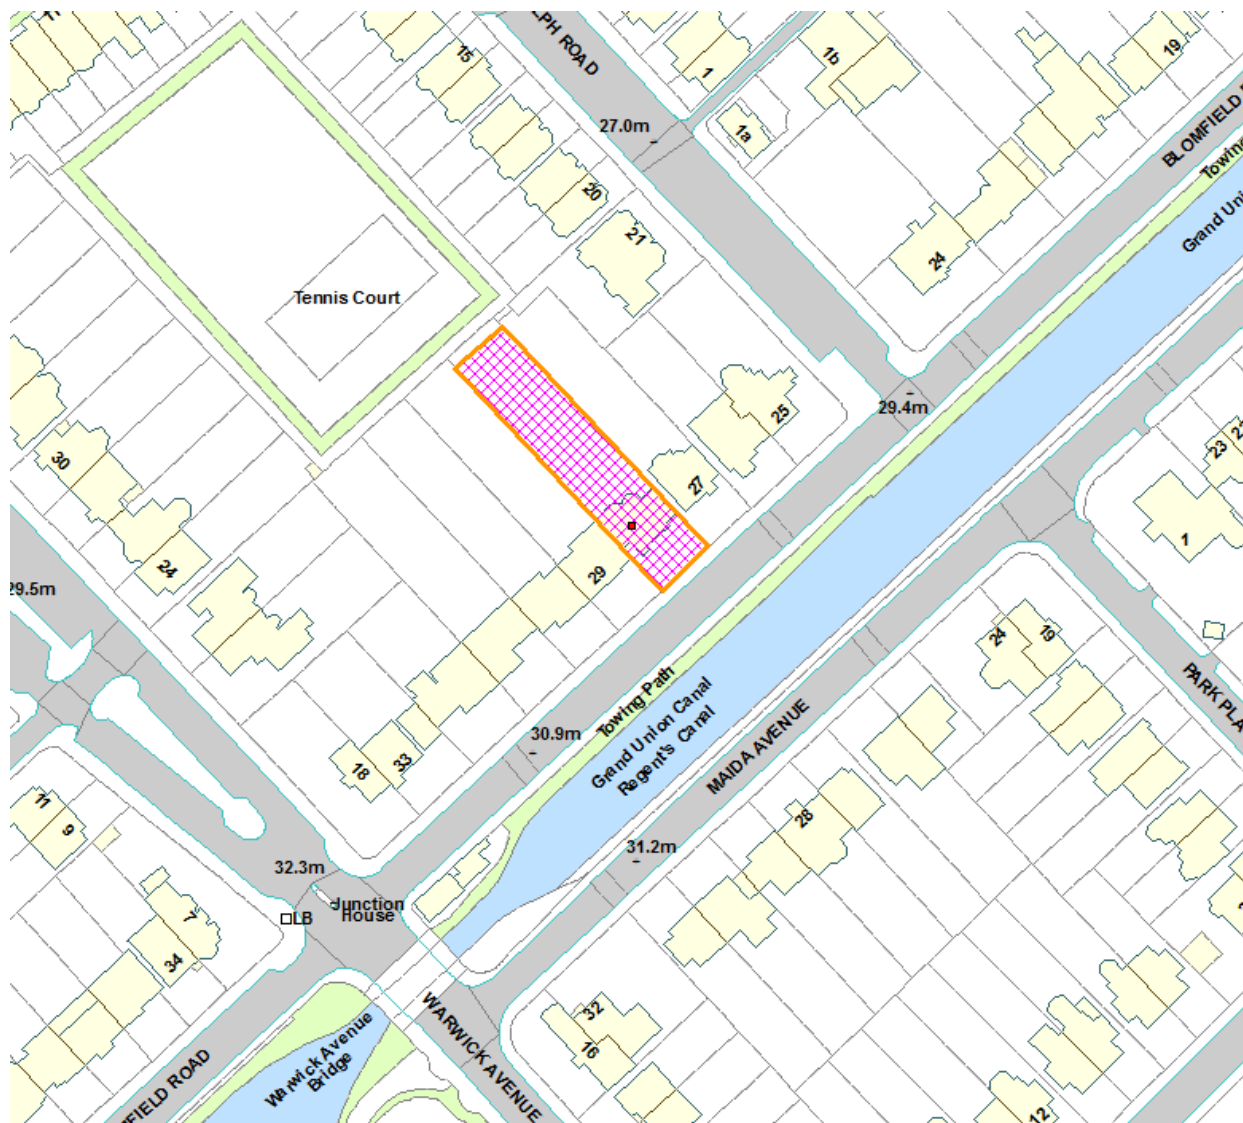 15
LPH ROAD
1
1b
19
27.0m
1a
BLOMFIELD
Towing
Grand Uni
20
21
24
Tennis Court
25
29.4m
23
22
27
30
1
24
29.5m
29
24
19
Towing Path
PARK PLA
30.9m
Grand Union Canal
Regent's Canal
MAIDA AVENUE
18
33
11
9
28
31.2m
32.3m
Junction
House
LB
7
34
WARWICK AVENUE
32
16
Warwick Avenue
Bridge
FIELD ROAD
12